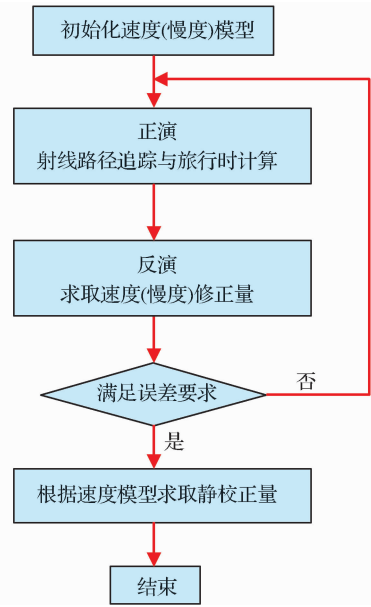 初始化速度(慢度)模型
正演
射线路径追踪与旅行时计算
反演
求取速度(慢度)修正量
满足误差要求
否
是
根据速度模型求取静校正量
结束